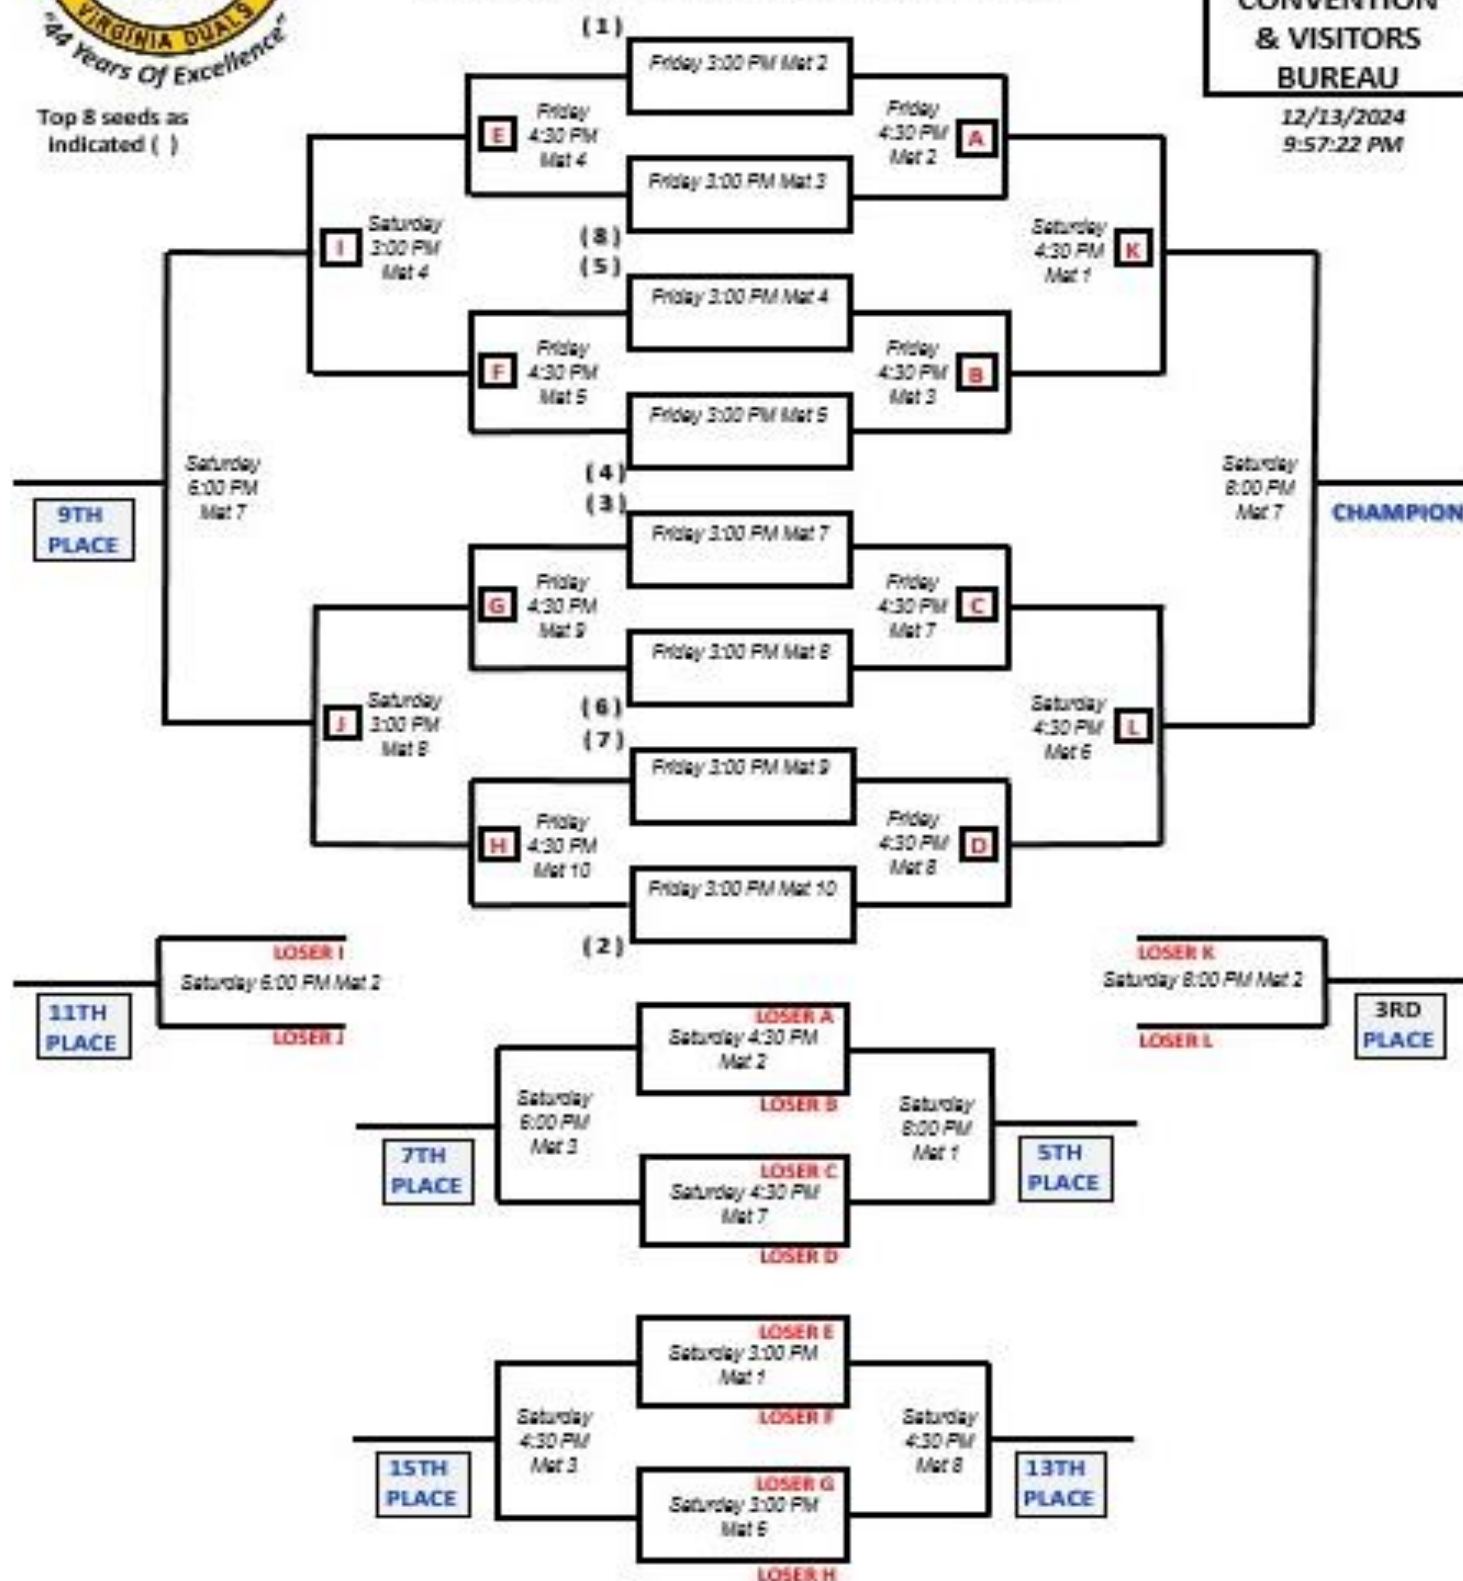 VIRGINIA DUALS
"44 Years Of Excellence"
Top 8 seeds as
indicated ( )
CONVENTION
& VISITORS
BUREAU
12/13/2024
9:57:22 PM
(1)
Friday 3:00 PM Mat 2
E
Friday
4:30 PM
Mat 4
Friday
4:30 PM
Mat 2
A
Friday 3:00 PM Mat 3
(8)
I
Saturday
3:00 PM
Mat 4
Saturday
4:30 PM
Mat 1
K
(5)
Friday 3:00 PM Mat 4
F
Friday
4:30 PM
Mat 5
Friday
4:30 PM
Mat 3
B
Friday 3:00 PM Mat 5
(4)
Saturday
6:00 PM
Mat 7
9TH
PLACE
Saturday
8:00 PM
Mat 7
CHAMPION
(3)
Friday 3:00 PM Mat 7
G
Friday
4:30 PM
Mat 9
Friday
4:30 PM
Mat 7
C
Friday 3:00 PM Mat 8
(6)
J
Saturday
3:00 PM
Mat 8
Saturday
4:30 PM
Mat 6
L
(7)
Friday 3:00 PM Mat 9
H
Friday
4:30 PM
Mat 10
Friday
4:30 PM
Mat 8
D
Friday 3:00 PM Mat 10
(2)
LOSER I
Saturday 6:00 PM Mat 2
LOSER J
11TH
PLACE
LOSER K
Saturday 8:00 PM Mat 2
LOSER L
3RD
PLACE
LOSER A
Saturday 4:30 PM
Mat 2
LOSER B
Saturday
6:00 PM
Mat 3
7TH
PLACE
Saturday
8:00 PM
Mat 1
5TH
PLACE
LOSER C
Saturday 4:30 PM
Mat 7
LOSER D
LOSER E
Saturday 3:00 PM
Mat 1
LOSER F
Saturday
4:30 PM
Mat 3
15TH
PLACE
Saturday
4:30 PM
Mat 8
13TH
PLACE
LOSER G
Saturday 3:00 PM
Mat 6
LOSER H